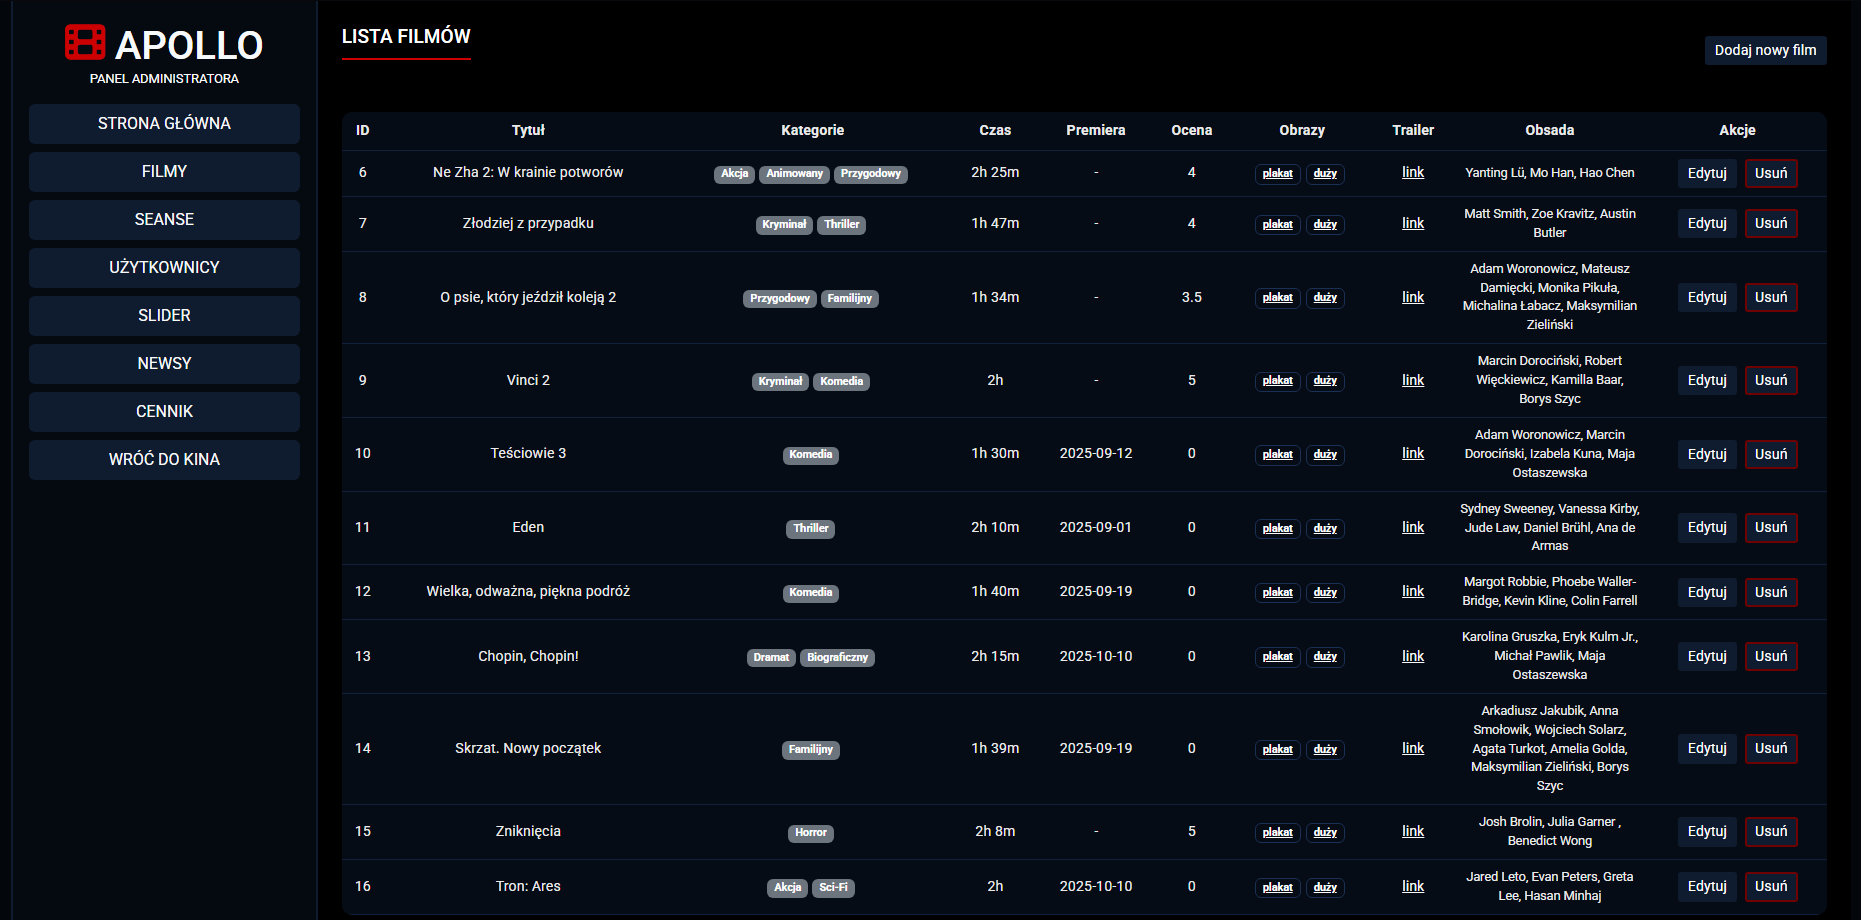 APOLLO
PANEL ADMINISTRATORA
STRONA GŁÓWNA
FILMY
SEANSE
UŻYTKOWNICY
SLIDER
NEWSY
CENNIK
WRÓĆ DO KINA
LISTA FILMÓW
Dodaj nowy film
ID Tytuł Kategorie Czas Premiera Ocena Obrazy Trailer Obsada Akcje
6 Ne Zha 2: W krainie potworów Akcja Animowany Przygodowy 2h 25m - 4 plakat duży link Yanting Lü, Mo Han, Hao Chen Edytuj Usuń
7 Złodziej z przypadku Kryminał Thriller 1h 47m - 4 plakat duży link Matt Smith, Zoe Kravitz, Austin
Butler Edytuj Usuń
8 O psie, który jeździł koleją 2 Przygodowy Familijny 1h 34m - 3.5 plakat duży link Adam Woronowicz, Mateusz
Damięcki, Monika Pikuła,
Michalina Łabacz, Maksymilian
Zieliński Edytuj Usuń
9 Vinci 2 Kryminał Komedia 2h - 5 plakat duży link Marcin Dorociński, Robert
Więckiewicz, Kamilla Baar,
Borys Szyc Edytuj Usuń
10 Teściowie 3 Komedia 1h 30m 2025-09-12 0 plakat duży link Adam Woronowicz, Marcin
Dorociński, Izabela Kuna, Maja
Ostaszewska Edytuj Usuń
11 Eden Thriller 2h 10m 2025-09-01 0 plakat duży link Sydney Sweeney, Vanessa Kirby,
Jude Law, Daniel Brühl, Ana de
Armas Edytuj Usuń
12 Wielka, odważna, piękna podróż Komedia 1h 40m 2025-09-19 0 plakat duży link Margot Robbie, Phoebe Waller-
Bridge, Kevin Kline, Colin Farrell Edytuj Usuń
13 Chopin, Chopin! Dramat Biograficzny 2h 15m 2025-10-10 0 plakat duży link Karolina Gruszka, Eryk Kulm Jr.,
Michał Pawlik, Maja
Ostaszewska Edytuj Usuń
14 Skrzat. Nowy początek Familijny 1h 39m 2025-09-19 0 plakat duży link Arkadiusz Jakubik, Anna
Smołowik, Wojciech Solarz,
Agata Turkot, Amelia Golda,
Maksymilian Zieliński, Borys
Szyc Edytuj Usuń
15 Zniknięcia Horror 2h 8m - 5 plakat duży link Josh Brolin, Julia Garner ,
Benedict Wong Edytuj Usuń
16 Tron: Ares Akcja Sci-Fi 2h 2025-10-10 0 plakat duży link Jared Leto, Evan Peters, Greta
Lee, Hasan Minhaj Edytuj Usuń